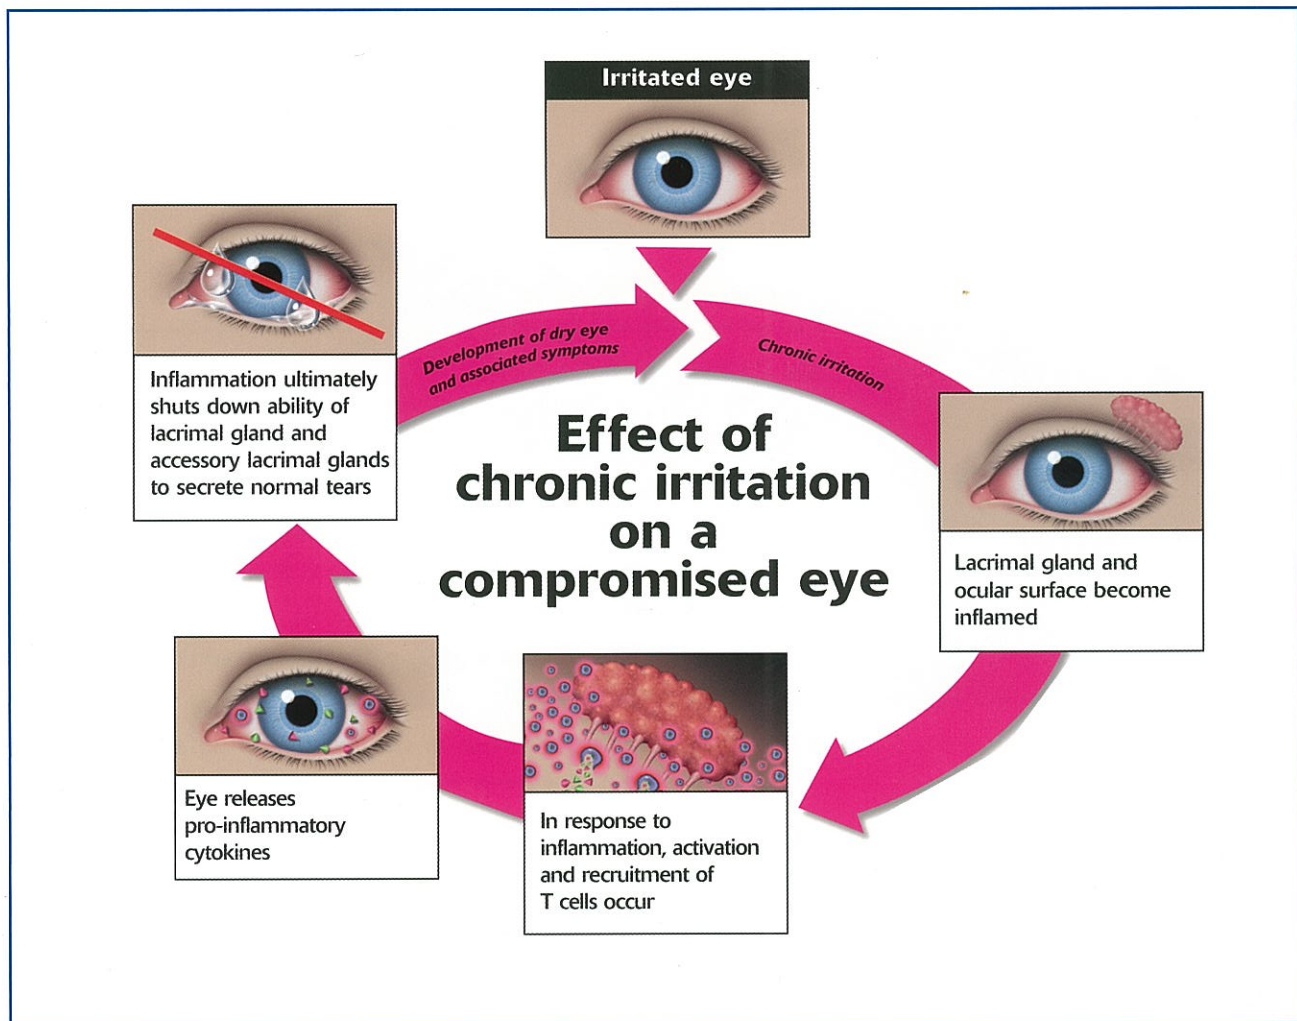 Irritated eye
Development of dry eye
and associated symptoms
Chronic irritation
Effect of
chronic irritation
on a
compromised eye
Inflammation ultimately
shuts down ability of
lacrimal gland and
accessory lacrimal glands
to secrete normal tears
Lacrimal gland and
ocular surface become
inflamed
Eye releases
pro-inflammatory
cytokines
In response to
inflammation, activation
and recruitment of
T cells occur